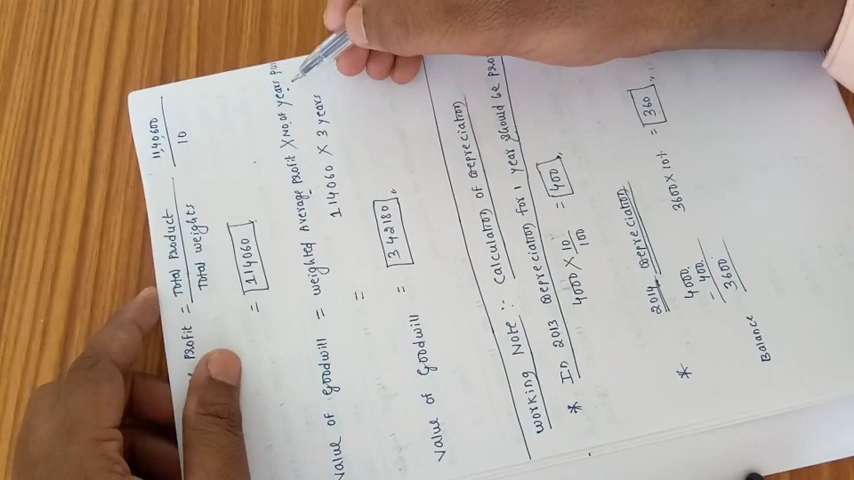 Profit = Total Product / Total weights 11,40,600 / 10
= 114060
Value of Goodwill = weighted Average Profit X No. of years Pu
= 114060 X 3 years
Value of Goodwill = 342180
Working Note :- Calculation of Depreciation
* In 2013 Depreciation for 1 year should be Pro
4000 X 10/100 = 400
2014 Depreciation
* 4000 3600 X 10% = 360
- 400
Balance 3600